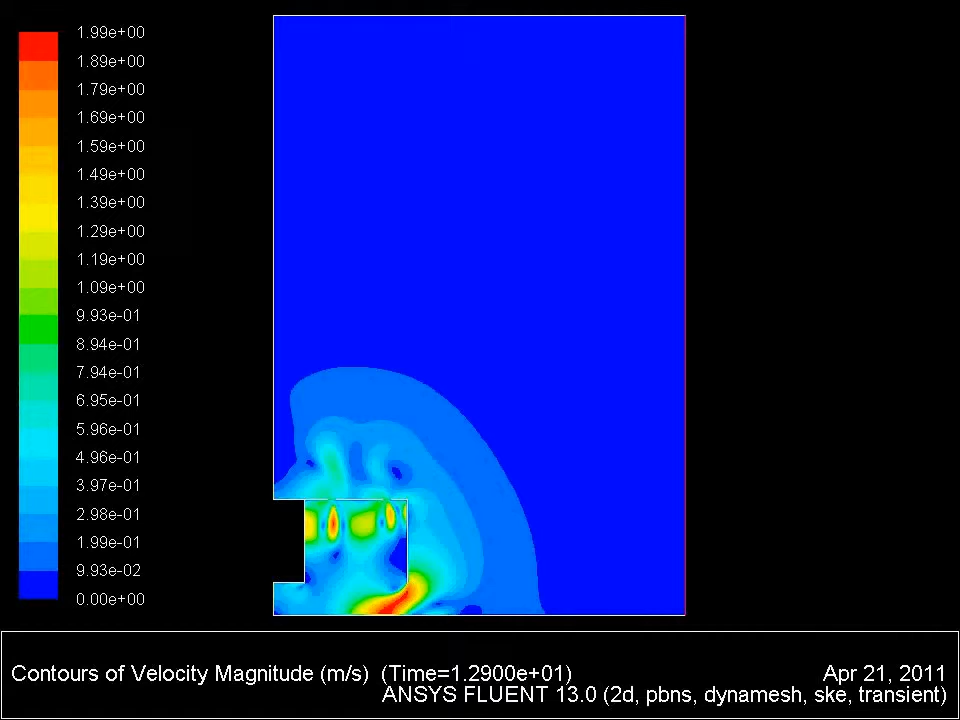 1.99e+00
1.89e+00
1.79e+00
1.69e+00
1.59e+00
1.49e+00
1.39e+00
1.29e+00
1.19e+00
1.09e+00
9.93e-01
8.94e-01
7.94e-01
6.95e-01
5.96e-01
4.96e-01
3.97e-01
2.98e-01
1.99e-01
9.93e-02
0.00e+00
Contours of Velocity Magnitude (m/s)  (Time=1.2900e+01) Apr 21, 2011
ANSYS FLUENT 13.0 (2d, pbns, dynamesh, ske, transient)